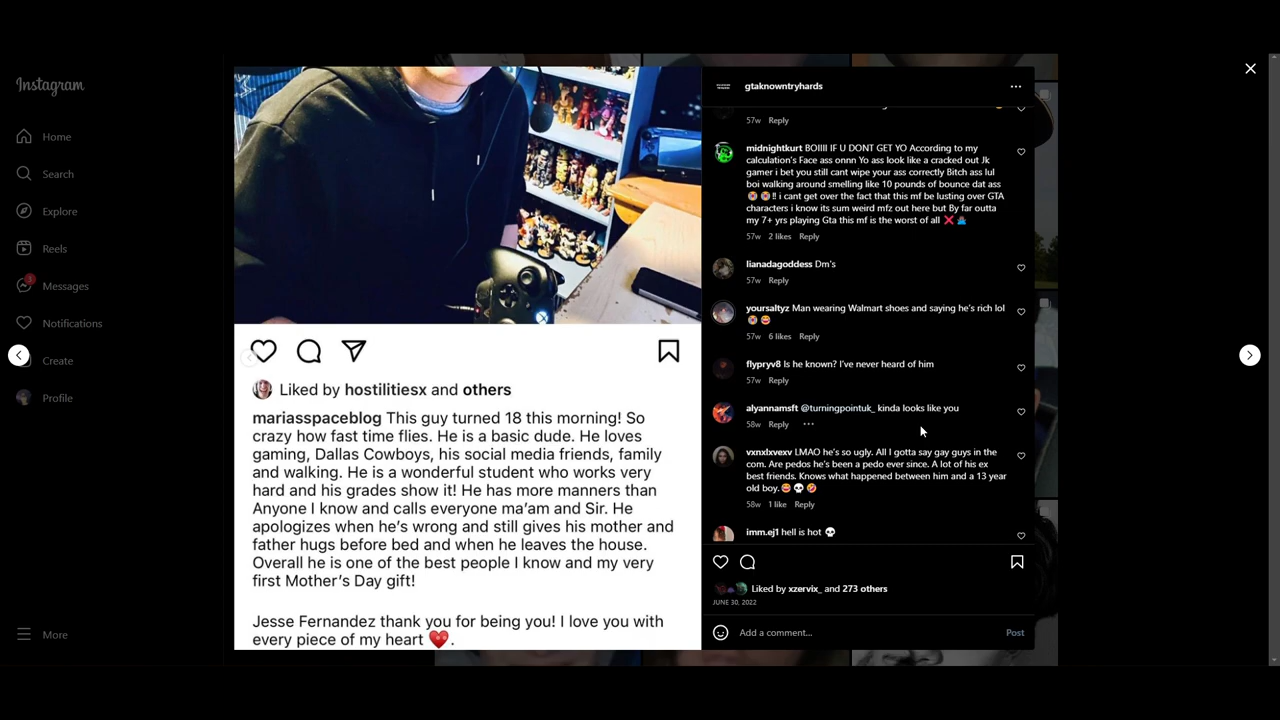 Instagram
Home
Search
Explore
Reels
3
Messages
Notifications
Create
Profile
More
Liked by hostilitiesx and others
mariasspaceblog This guy turned 18 this morning! So
crazy how fast time flies. He is a basic dude. He loves
gaming, Dallas Cowboys, his social media friends, family
and walking. He is a wonderful student who works very
hard and his grades show it! He has more manners than
Anyone I know and calls everyone ma’am and Sir. He
apologizes when he’s wrong and still gives his mother and
father hugs before bed and when he leaves the house.
Overall he is one of the best people I know and my very
first Mother’s Day gift!
Jesse Fernandez thank you for being you! I love you with
every piece of my heart ❤️.
gtaknowntryhards
57w Reply
midnightkurt BOIIII IF U DONT GET YO According to my
calculation’s Face ass onnn Yo ass look like a cracked out Jk
gamer i bet you still cant wipe your ass correctly Bitch ass lul
boi walking around smelling like 10 pounds of bounce dat ass
😭 😭 ‼️ i cant get over the fact that this mf be lusting over GTA
characters i know its sum weird mfz out here but By far outta
my 7+ yrs playing Gta this mf is the worst of all ❌ 🙅‍♂️
57w 2 likes Reply
lianadagoddess Dm's
57w Reply
yoursaltyz Man wearing Walmart shoes and saying he’s rich lol
😭 😂
57w 6 likes Reply
flypryv8 Is he known? I’ve never heard of him
57w Reply
alyannamsft @turningpointuk_ kinda looks like you
58w Reply ...
vxnxlxvexv LMAO he’s so ugly. All I gotta say gay guys in the
com. Are pedos he’s been a pedo ever since. A lot of his ex
best friends. Knows what happened between him and a 13 year
old boy.😂 💀 🤣
58w 1 like Reply
imm.ej1 hell is hot 💀
Liked by xzervix_ and 273 others
JUNE 30, 2022
Add a comment...
Post